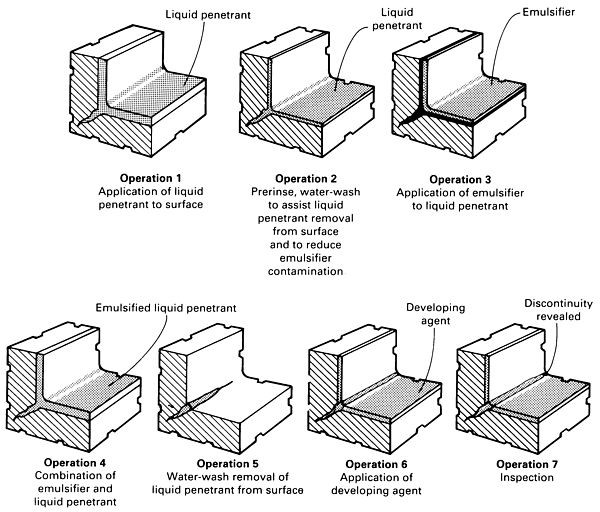 Liquid penetrant
Liquid
penetrant
Emulsifier
Operation 1
Application of liquid
penetrant to surface
Operation 2
Prerinse, water-wash
to assist liquid
penetrant removal
from surface
and to reduce
emulsifier
contamination
Operation 3
Application of emulsifier
to liquid penetrant
Emulsified liquid penetrant
Developing
agent
Discontinuity
revealed
Operation 4
Combination of
emulsifier and
liquid penetrant
Operation 5
Water-wash removal of
liquid penetrant from surface
Operation 6
Application of
developing agent
Operation 7
Inspection